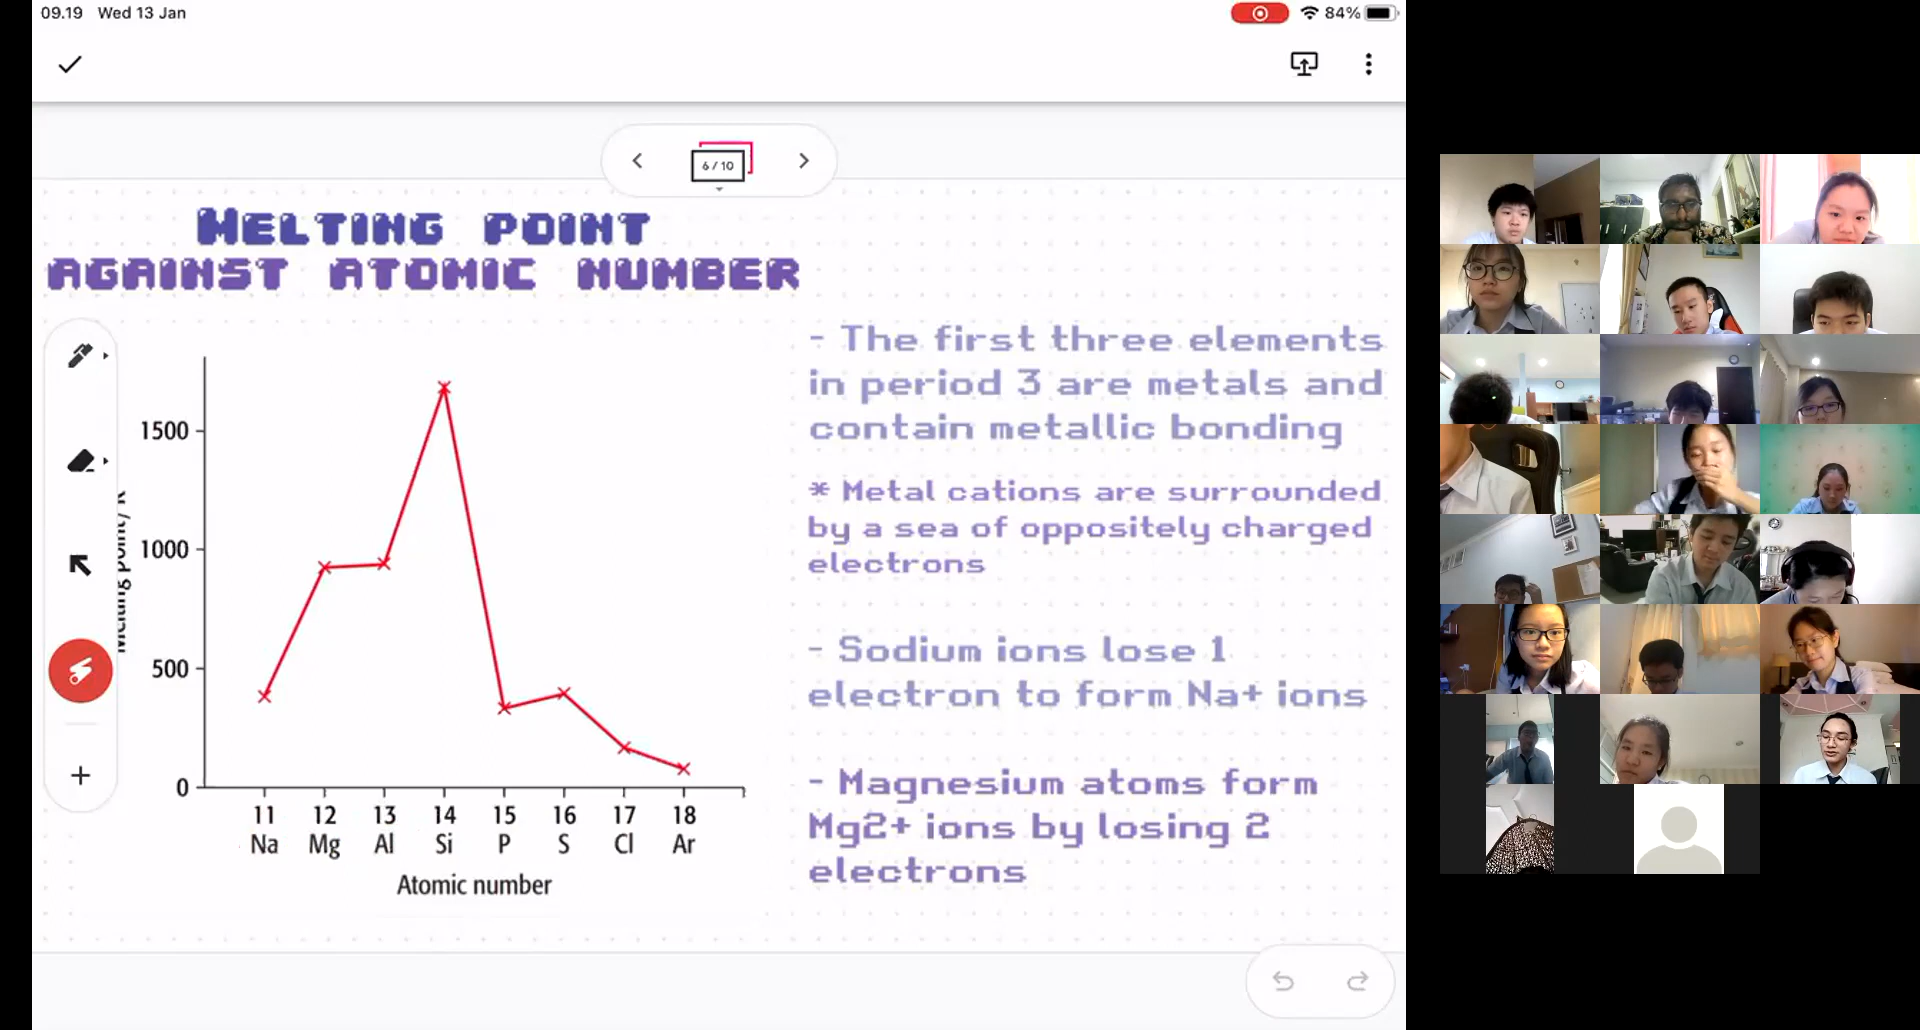 09.19 Wed 13 Jan
84%
6 / 10
MELTING POINT
AGAINST ATOMIC NUMBER
1500
1000
500
0
11 12 13 14 15 16 17 18
Na Mg Al Si P S Cl Ar
Atomic number
- The first three elements
in period 3 are metals and
contain metallic bonding
* Metal cations are surrounded
by a sea of oppositely charged
electrons
- Sodium ions lose 1
electron to form Na+ ions
- Magnesium atoms form
Mg2+ ions by losing 2
electrons